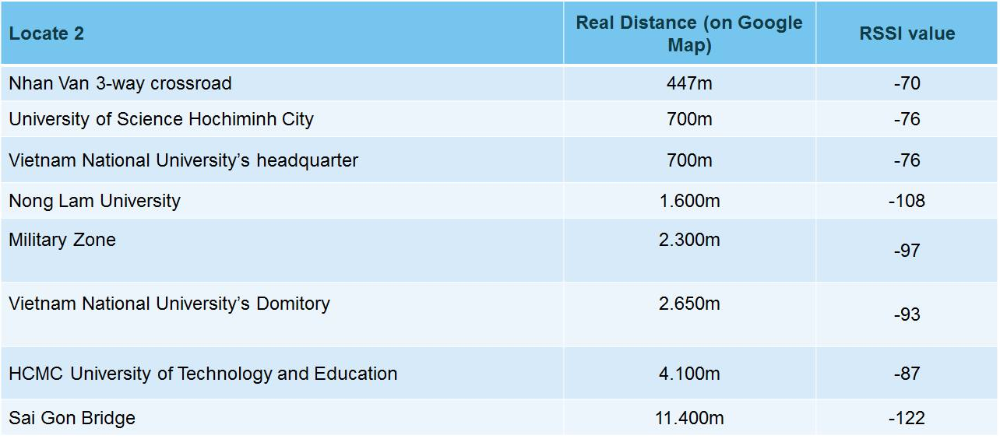 Locate 2
Real Distance (on Google
Map)
RSSI value
Nhan Van 3-way crossroad 447m -70
University of Science Hochiminh City 700m -76
Vietnam National University’s headquarter 700m -76
Nong Lam University 1.600m -108
Military Zone 2.300m -97
Vietnam National University’s Domitory 2.650m -93
HCMC University of Technology and Education 4.100m -87
Sai Gon Bridge 11.400m -122